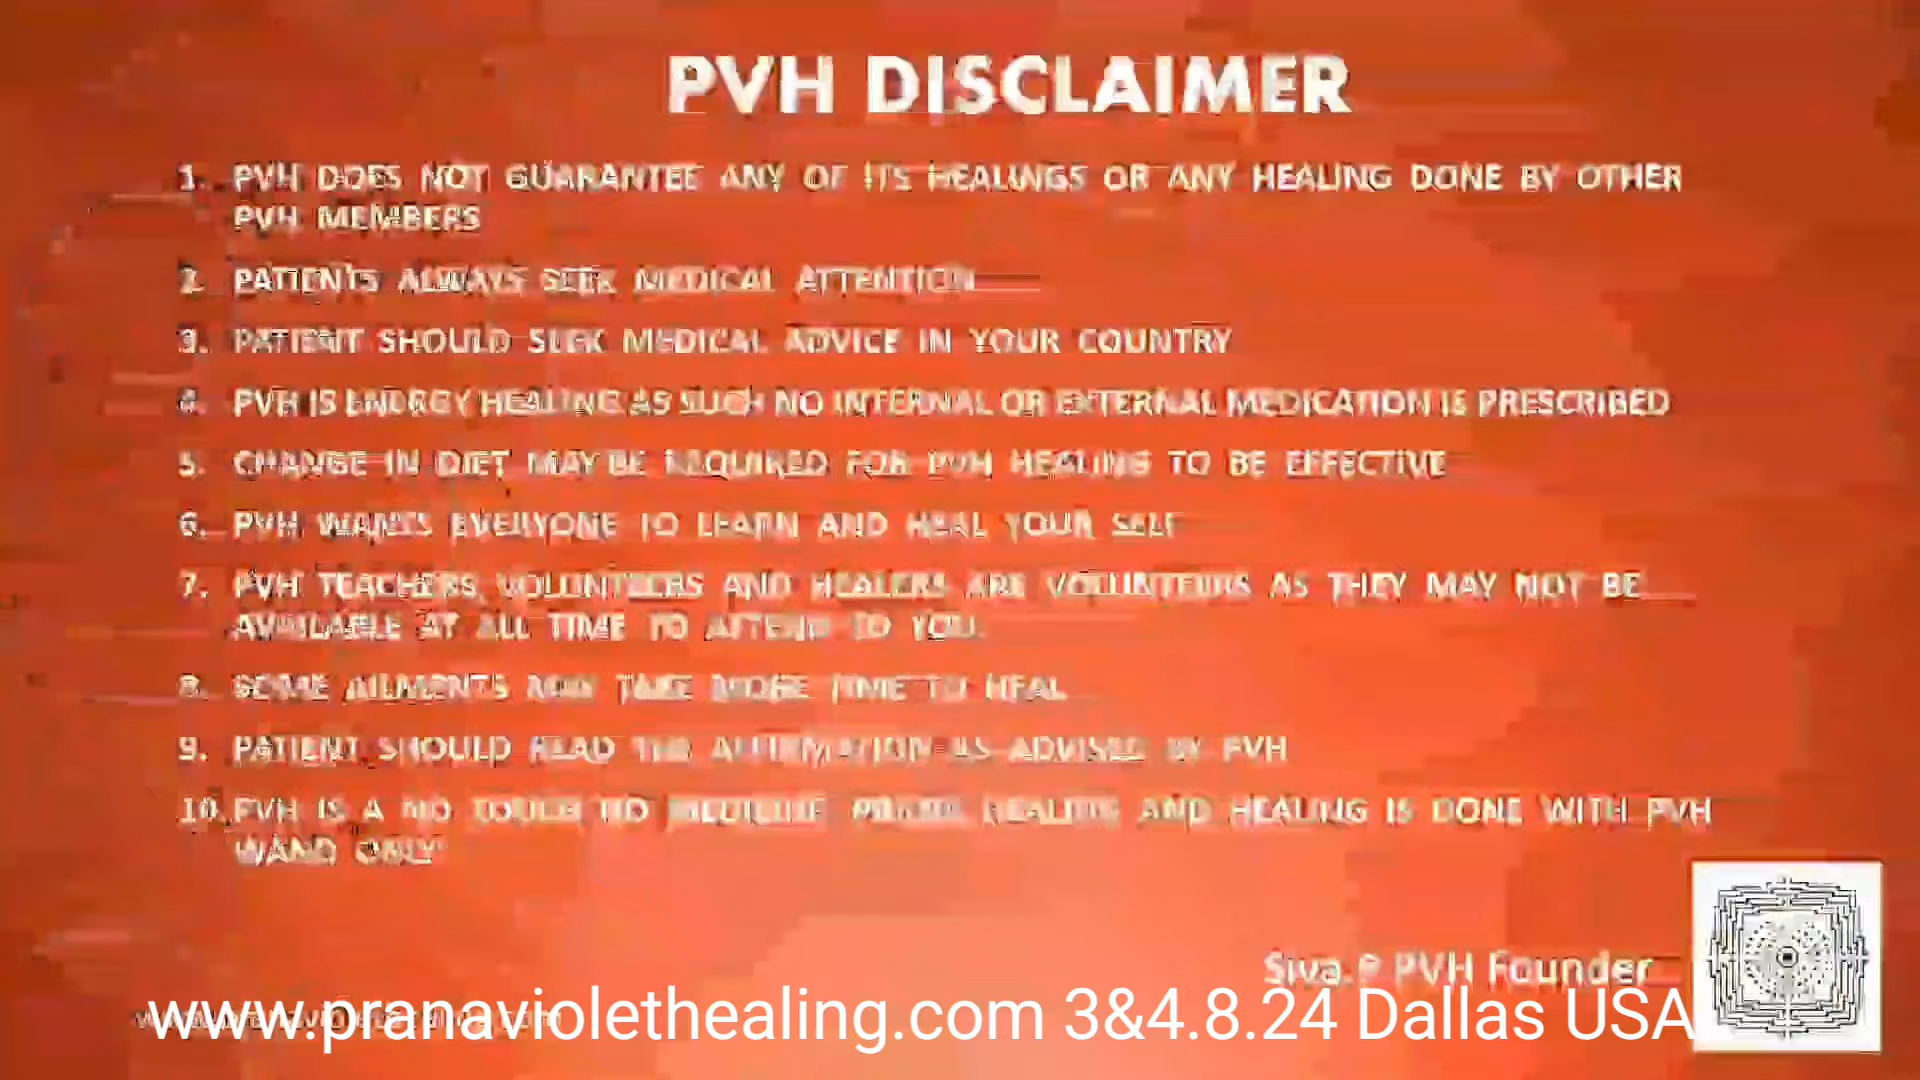 PVH DISCLAIMER
1. PVH DOES NOT GUARANTEE ANY OF ITS HEALINGS OR ANY HEALING DONE BY OTHER
PVH MEMBERS
2. PATIENTS ALWAYS SEEK MEDICAL ATTENTION
3. PATIENT SHOULD SEEK MEDICAL ADVICE IN YOUR COUNTRY
4. PVH IS ENERGY HEALING AS SUCH NO INTERNAL OR EXTERNAL MEDICATION IS PRESCRIBED
5. CHANGE IN DIET MAY BE REQUIRED FOR PVH HEALING TO BE EFFECTIVE
6. PVH WANTS EVERYONE TO LEARN AND HEAL YOUR SELF
7. PVH TEACHERS, VOLUNTEERS AND HEALERS ARE VOLUNTEERS AS THEY MAY NOT BE
AVAILABLE AT ALL TIME TO ATTEND TO YOU.
8. SOME AILMENTS MAY TAKE MORE TIME TO HEAL
9. PATIENT SHOULD READ THE AFFIRMATION AS ADVISED BY PVH
10. PVH IS A NO TOUCH NO MEDICINE PRANIC HEALING AND HEALING IS DONE WITH PVH
WAND ONLY
Siva.P PVH Founder
www.pranaviolethealing.com 3&4.8.24 Dallas USA